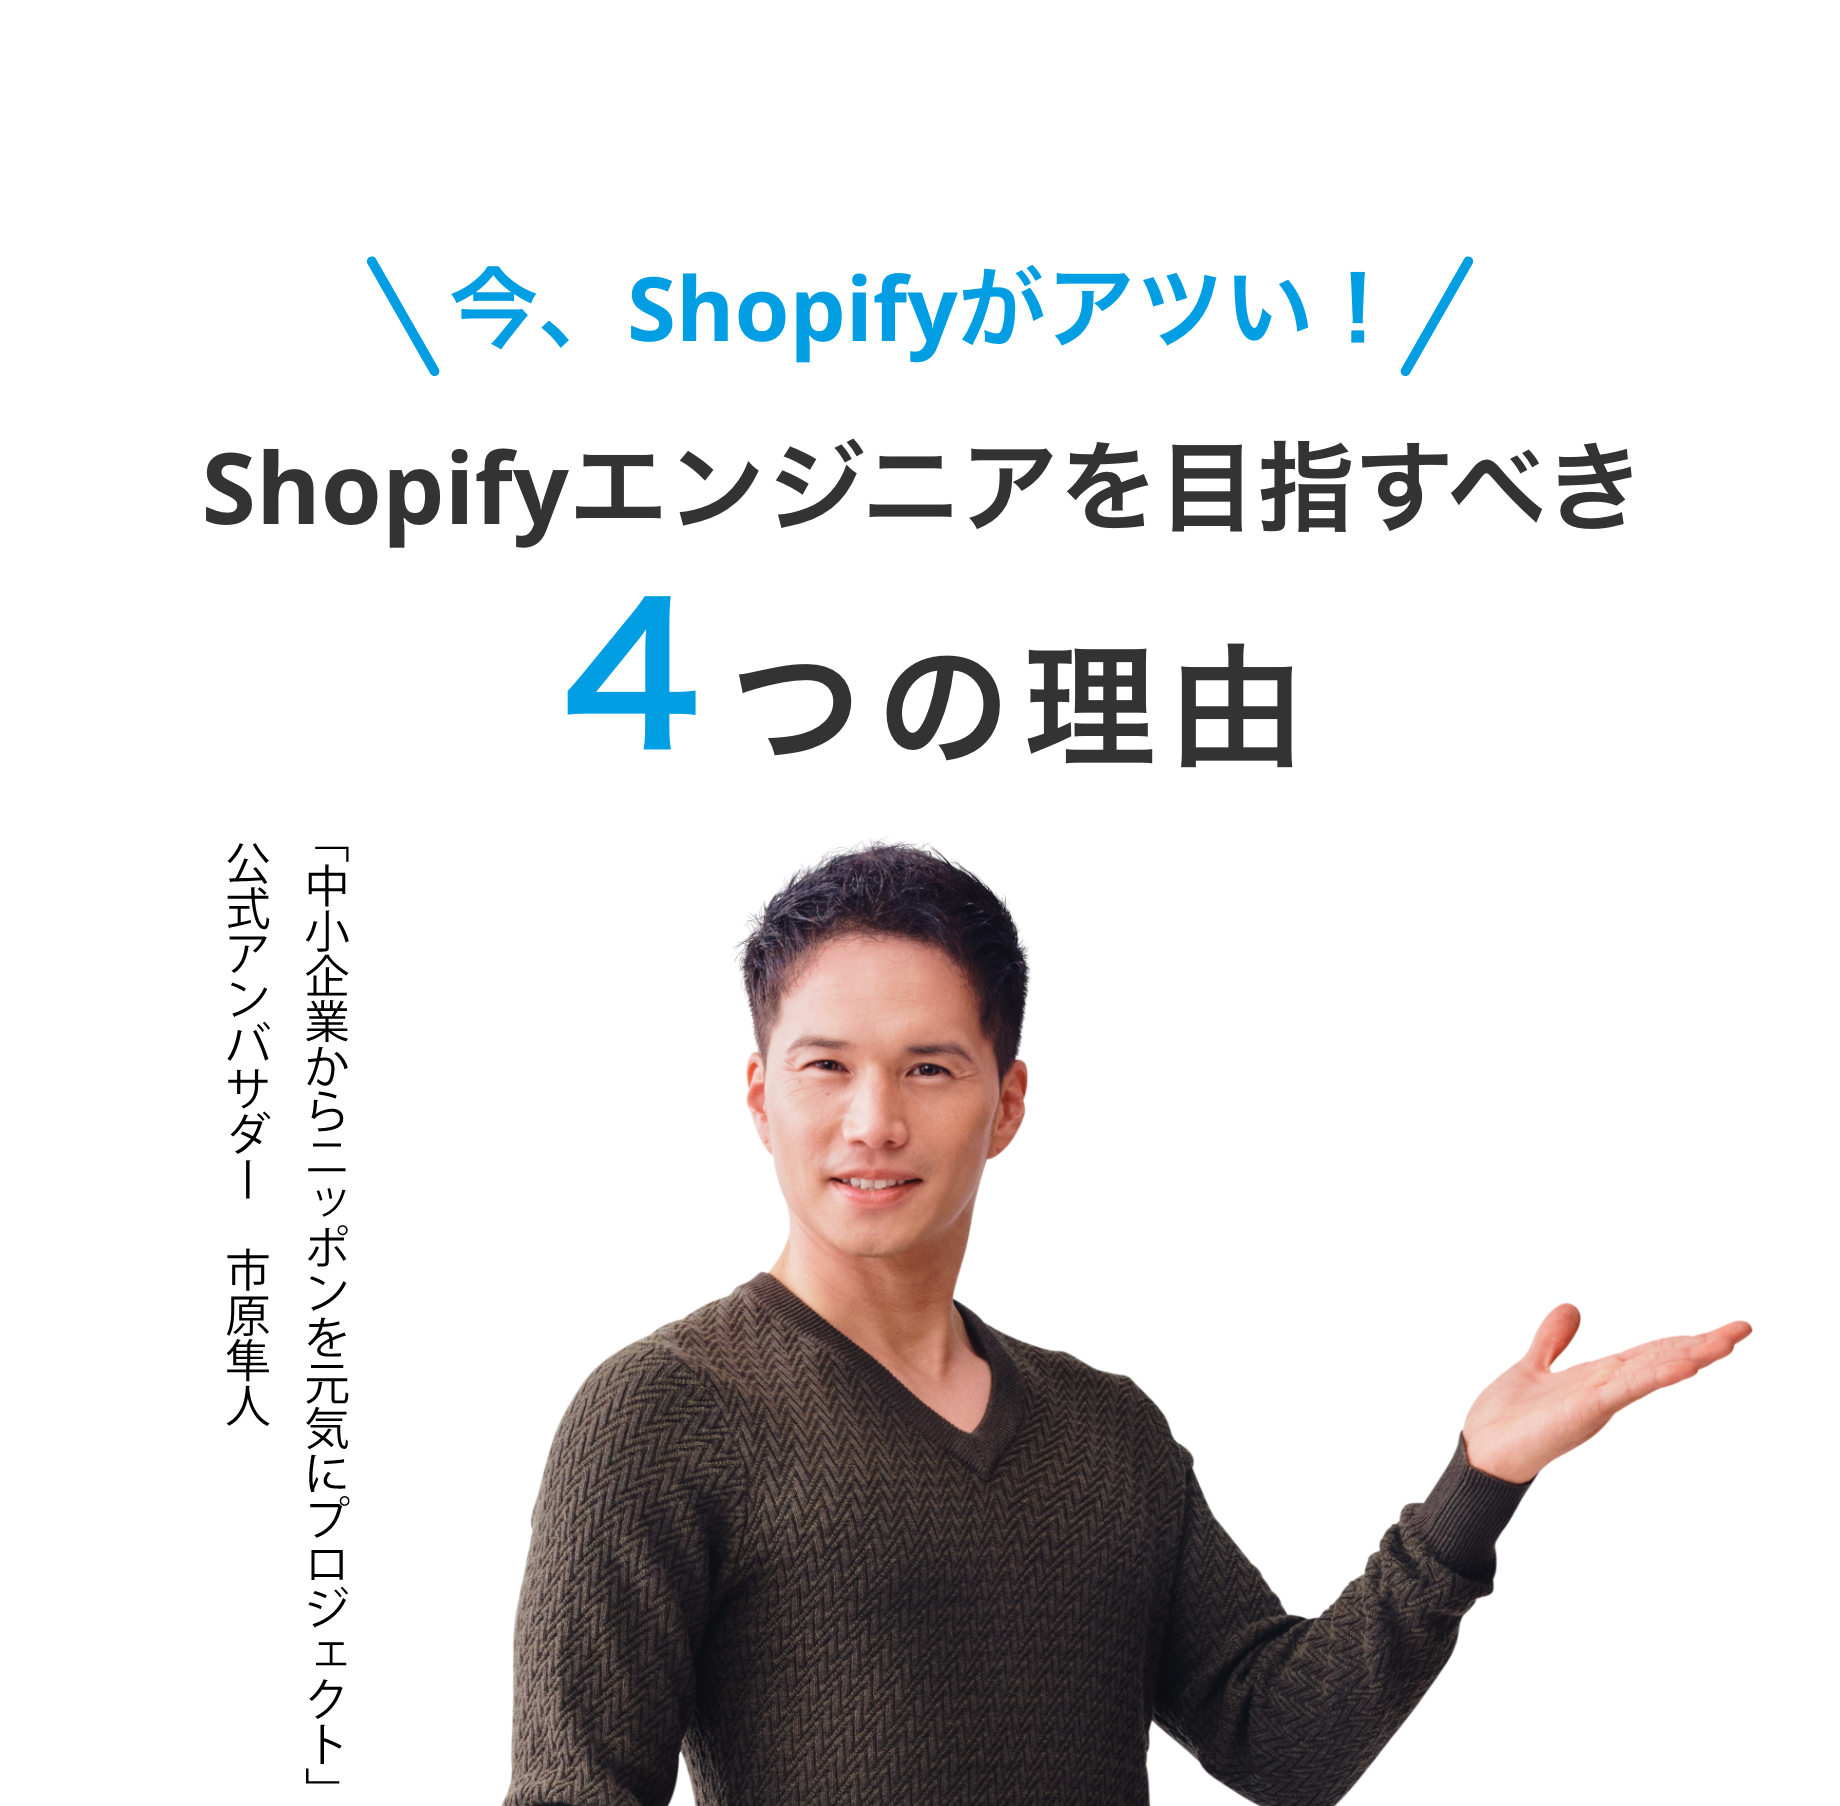 今、Shopifyがアツい！
Shopifyエンジニアを目指すべき
4つの理由
「中小企業からニッポンを元気にプロジェクト」
公式アンバサダー　市原隼人